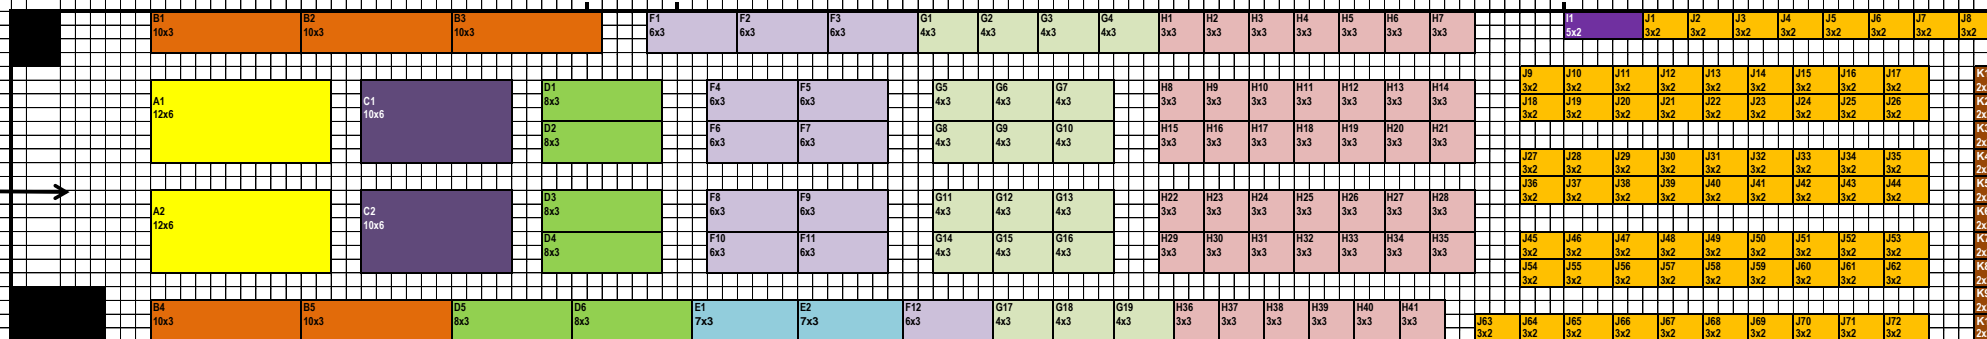 B1 B2 B3 F1 F2 F3 G1 G2 G3 G4 H1 H2 H3 H4 H5 H6 H7 I1 J1 J2 J3 J4 J5 J6 J7 J8
10x3 10x3 10x3 6x3 6x3 6x3 4x3 4x3 4x3 4x3 3x3 3x3 3x3 3x3 3x3 3x3 3x3 5x2 3x2 3x2 3x2 3x2 3x2 3x2 3x2 3x2
J9 J10 J11 J12 J13 J14 J15 J16 J17
3x2 3x2 3x2 3x2 3x2 3x2 3x2 3x2 3x2
D1 F4 F5 G5 G6 G7 H8 H9 H10 H11 H12 H13 H14
8x3 6x3 6x3 4x3 4x3 4x3 3x3 3x3 3x3 3x3 3x3 3x3 3x3
A1 C1 J18 J19 J20 J21 J22 J23 J24 J25 J26
12x6 10x6 3x2 3x2 3x2 3x2 3x2 3x2 3x2 3x2 3x2
D2 F6 F7 G8 G9 G10 H15 H16 H17 H18 H19 H20 H21
8x3 6x3 6x3 4x3 4x3 4x3 3x3 3x3 3x3 3x3 3x3 3x3 3x3
J27 J28 J29 J30 J31 J32 J33 J34 J35
3x2 3x2 3x2 3x2 3x2 3x2 3x2 3x2 3x2
J36 J37 J38 J39 J40 J41 J42 J43 J44
3x2 3x2 3x2 3x2 3x2 3x2 3x2 3x2 3x2
D3 F8 F9 G11 G12 G13 H22 H23 H24 H25 H26 H27 H28
8x3 6x3 6x3 4x3 4x3 4x3 3x3 3x3 3x3 3x3 3x3 3x3 3x3
A2 C2
12x6 10x6
D4 F10 F11 G14 G15 G16 H29 H30 H31 H32 H33 H34 H35 J45 J46 J47 J48 J49 J50 J51 J52 J53
8x3 6x3 6x3 4x3 4x3 4x3 3x3 3x3 3x3 3x3 3x3 3x3 3x3 3x2 3x2 3x2 3x2 3x2 3x2 3x2 3x2 3x2
J54 J55 J56 J57 J58 J59 J60 J61 J62
3x2 3x2 3x2 3x2 3x2 3x2 3x2 3x2 3x2
B4 B5 D5 D6 E1 E2 F12 G17 G18 G19 H36 H37 H38 H39 H40 H41
10x3 10x3 8x3 8x3 7x3 7x3 6x3 4x3 4x3 4x3 3x3 3x3 3x3 3x3 3x3 3x3
J63 J64 J65 J66 J67 J68 J69 J70 J71 J72
3x2 3x2 3x2 3x2 3x2 3x2 3x2 3x2 3x2 3x2